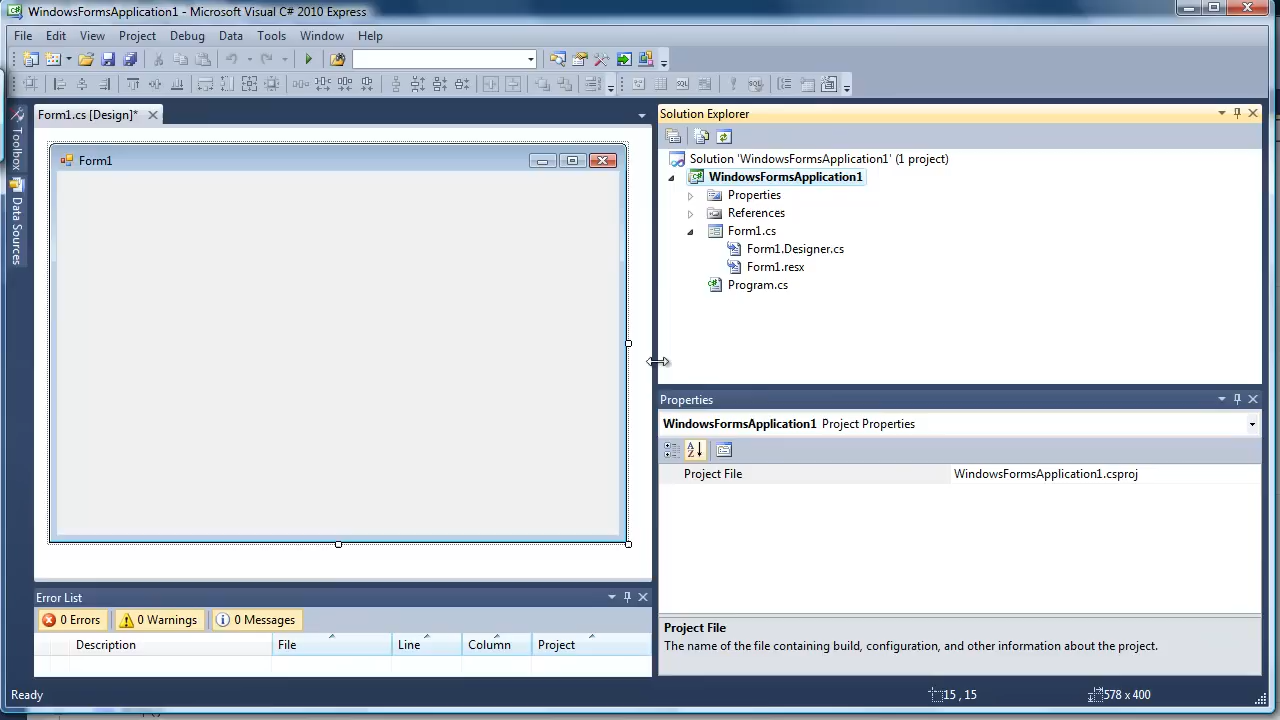 WindowsFormsApplication1 - Microsoft Visual C# 2010 Express
File Edit View Project Debug Data Tools Window Help
Toolbox
Data Sources
Form1.cs [Design]*
Form1
Solution Explorer
Solution 'WindowsFormsApplication1' (1 project)
WindowsFormsApplication1
Properties
References
Form1.cs
Form1.Designer.cs
Form1.resx
Program.cs
Properties
WindowsFormsApplication1 Project Properties
Project File WindowsFormsApplication1.csproj
Project File
The name of the file containing build, configuration, and other information about the project.
Error List
0 Errors 0 Warnings 0 Messages
Description File Line Column Project
Ready 15 , 15 578 x 400